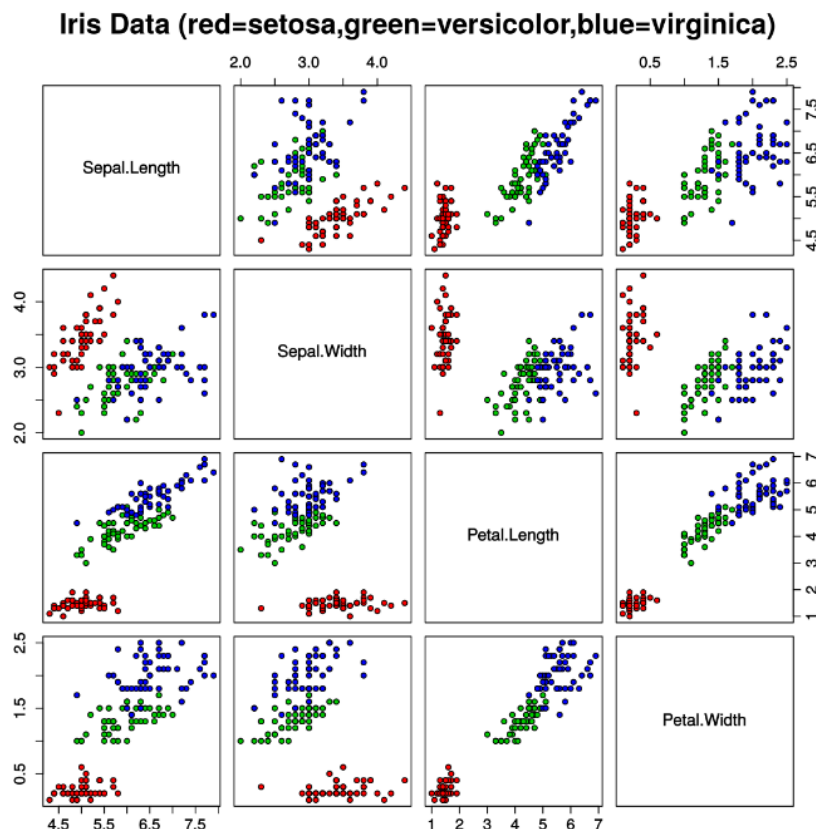 Iris Data (red=setosa,green=versicolor,blue=virginica)
2.0 3.0 4.0
0.5 1.5 2.5
Sepal.Length
4.5 5.5 6.5 7.5
2.0 3.0 4.0
Sepal.Width
Petal.Length
1 2 3 4 5 6 7
0.5 1.5 2.5
Petal.Width
4.5 5.5 6.5 7.5
1 2 3 4 5 6 7